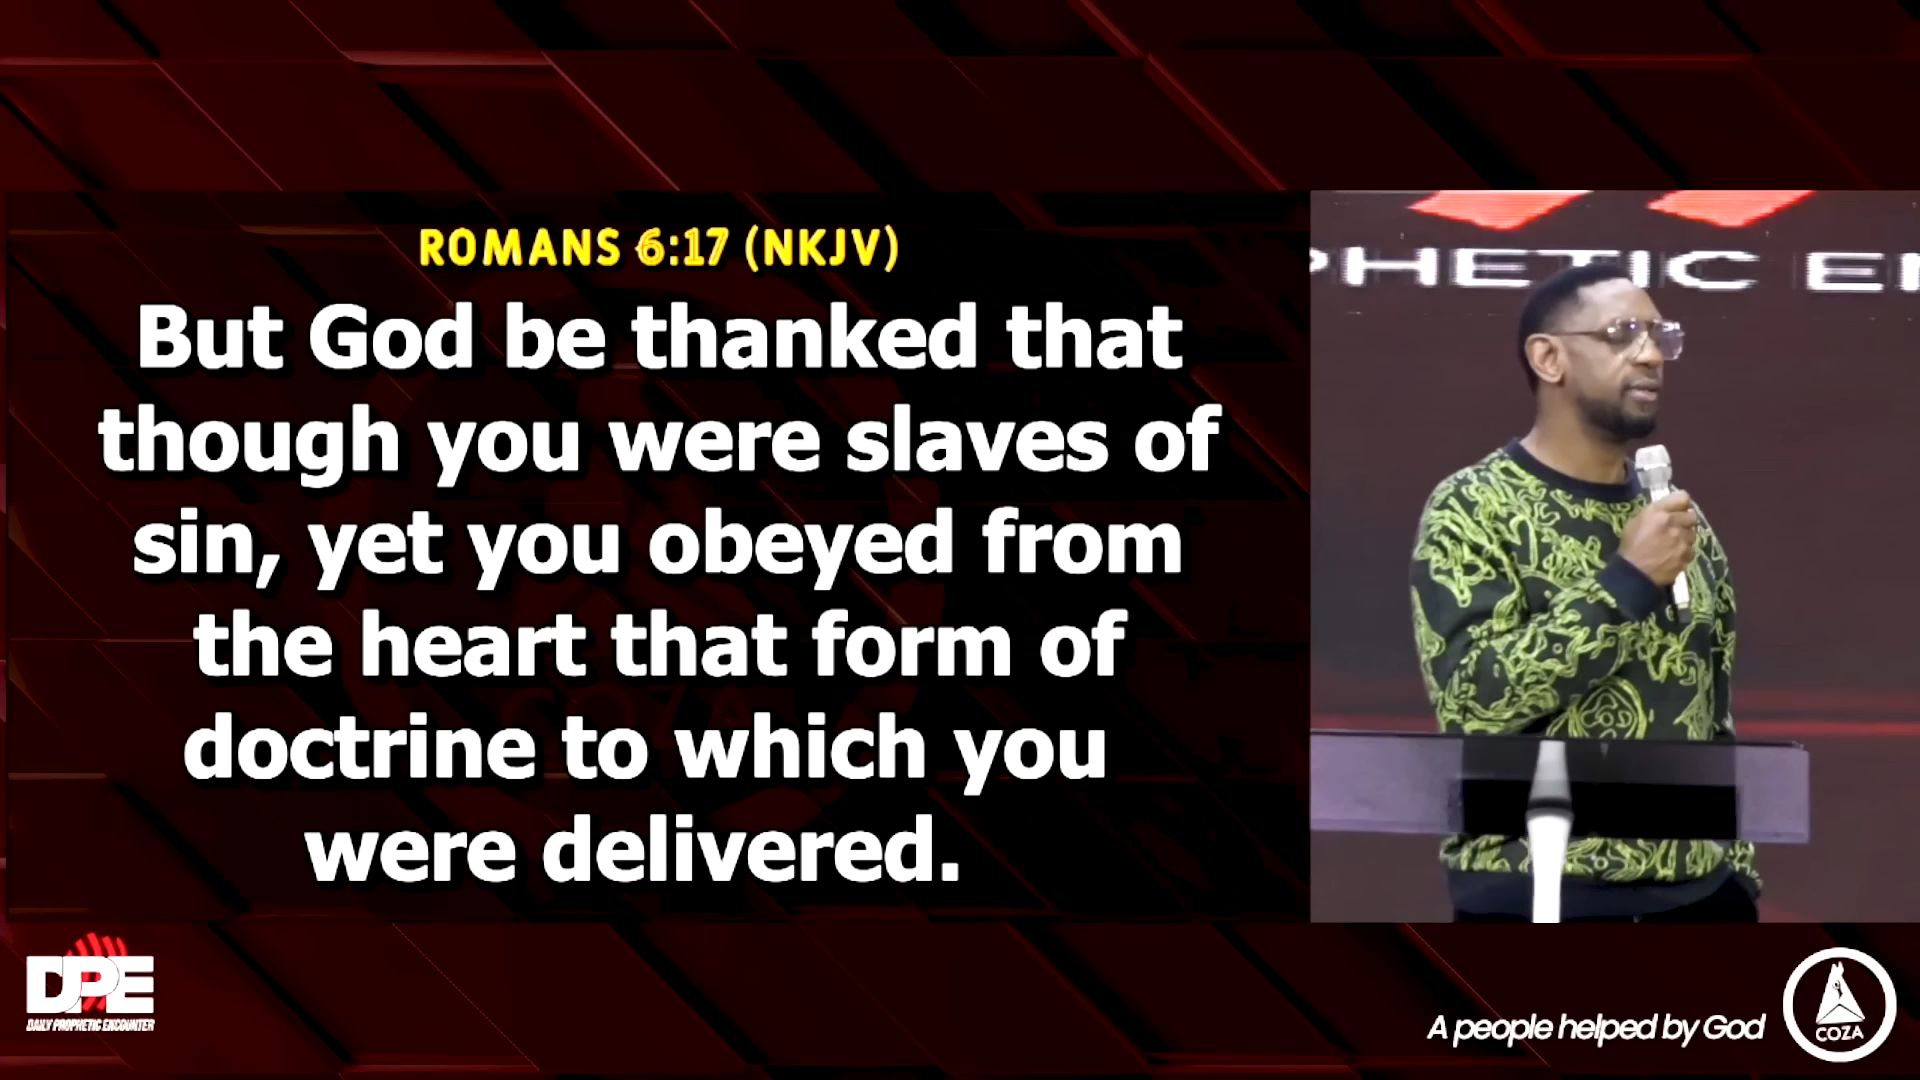 ROMANS 6:17 (NKJV)
But God be thanked that
though you were slaves of
sin, yet you obeyed from
the heart that form of
doctrine to which you
were delivered.
PHETIC E
DPE
DAILY PROPHETIC ENCOUNTER
A people helped by God
COZA